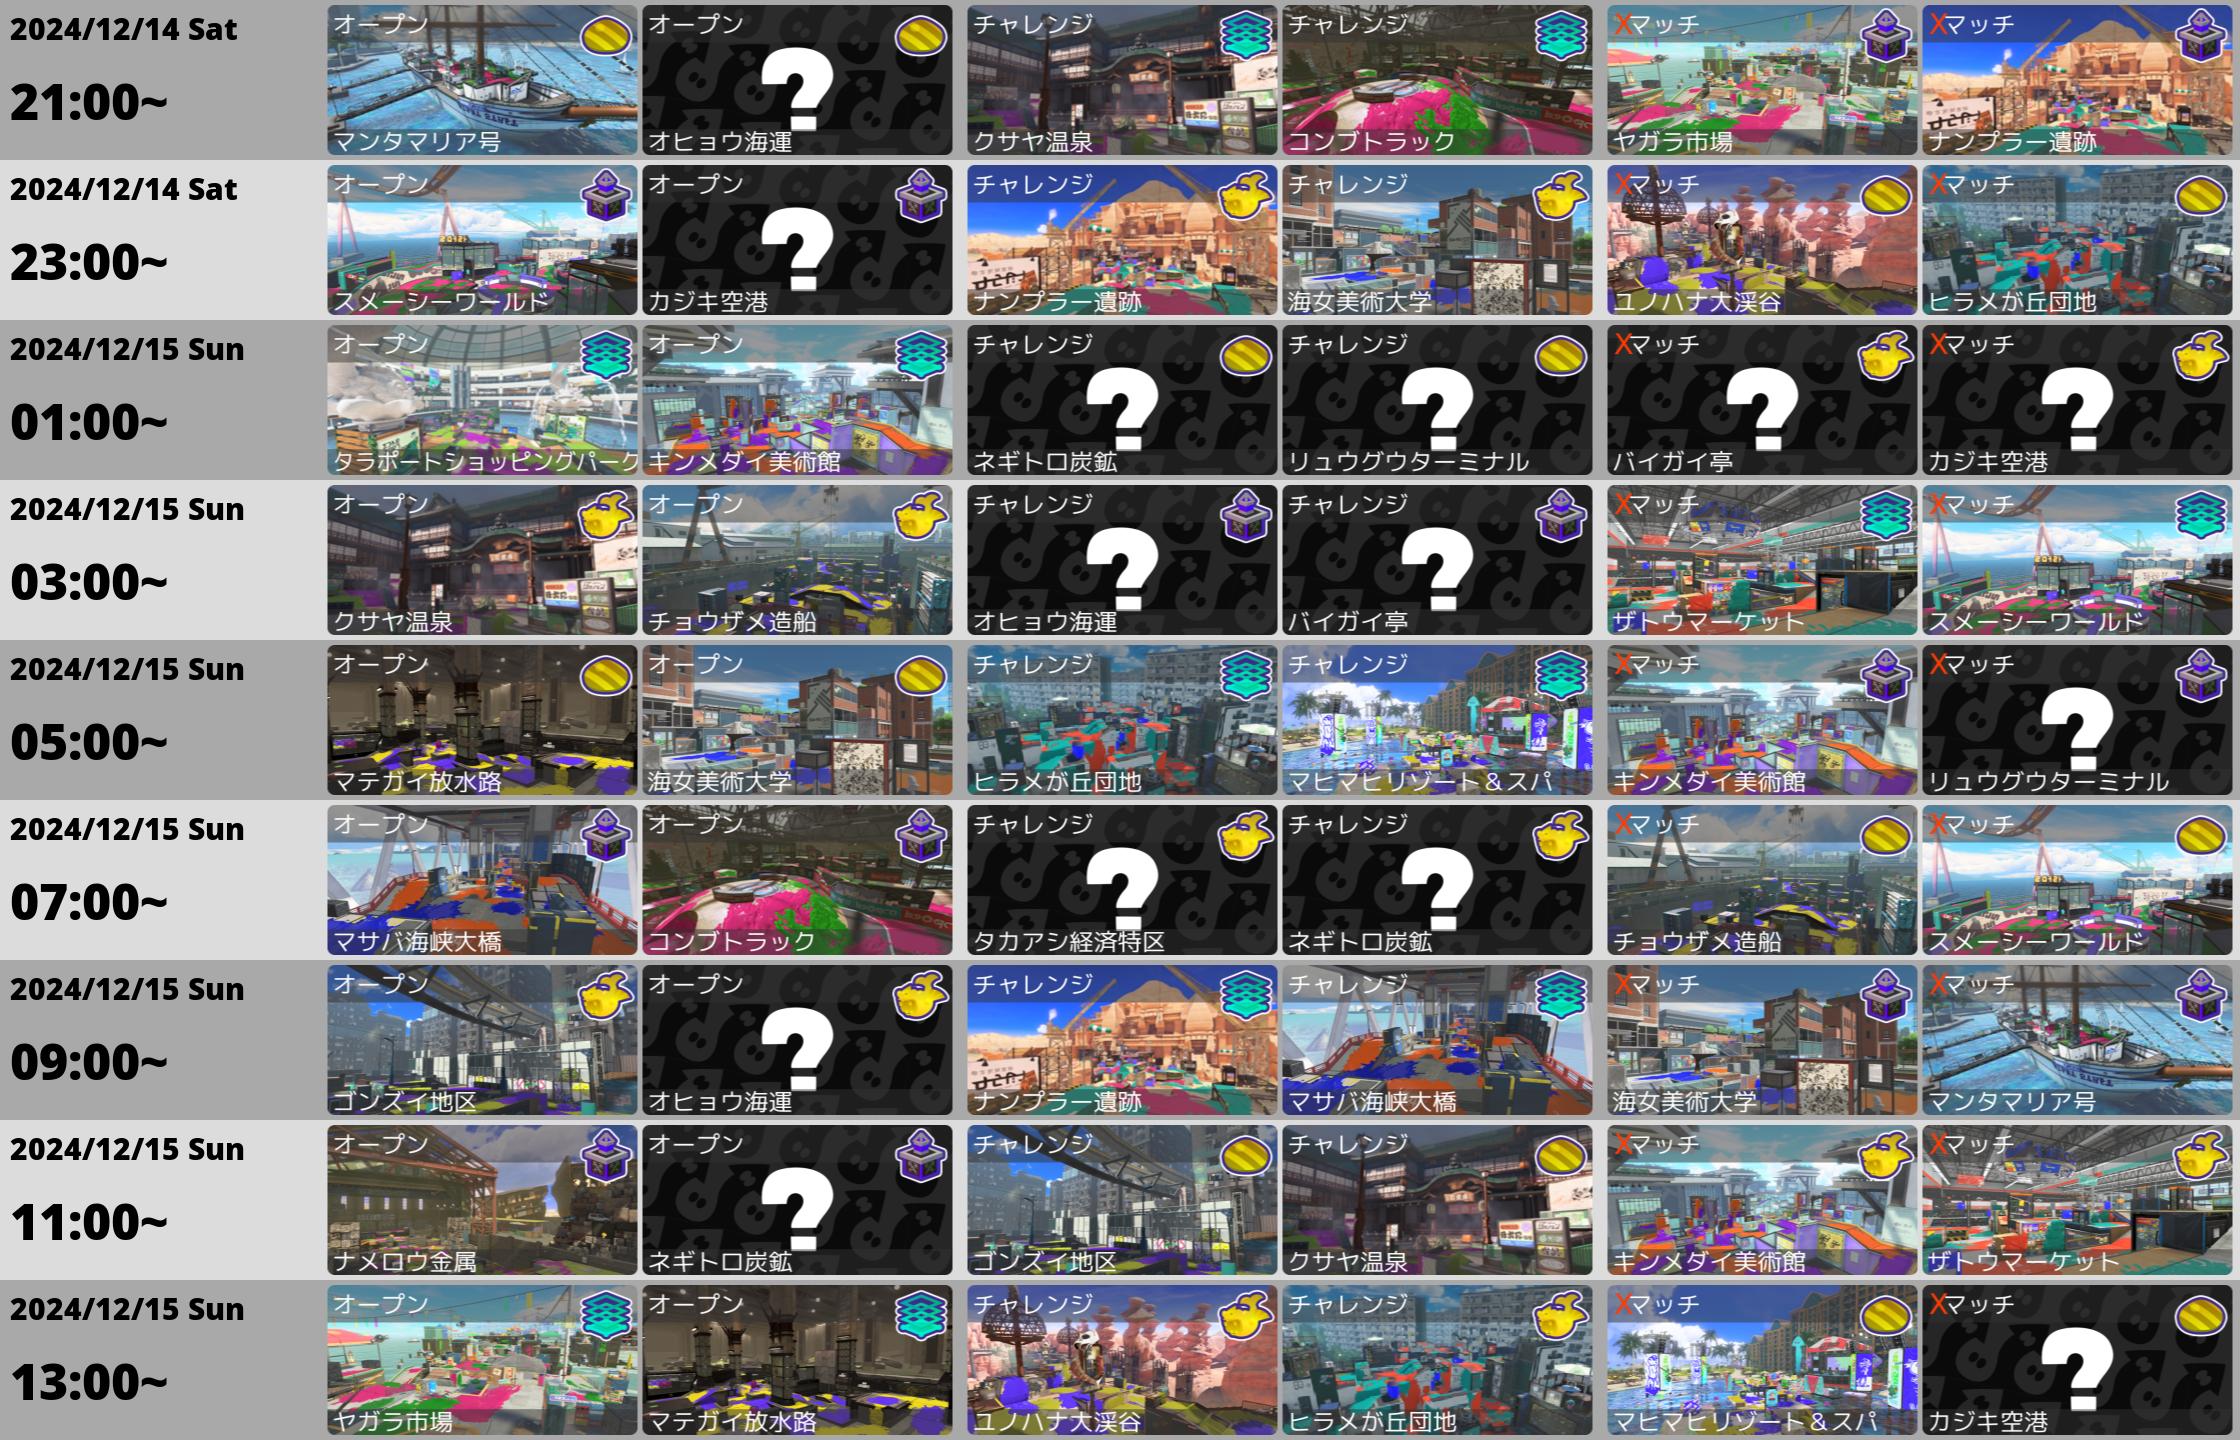 2024/12/14 Sat
21:00~
オープン
マンタマリア号
オープン
オヒョウ海運
チャレンジ
クサヤ温泉
チャレンジ
コンブトラック
Xマッチ
ヤガラ市場
Xマッチ
ナンプラー遺跡
2024/12/14 Sat
23:00~
オープン
スメーシーワールド
オープン
カジキ空港
チャレンジ
ナンプラー遺跡
チャレンジ
海女美術大学
Xマッチ
ユノハナ大渓谷
Xマッチ
ヒラメが丘団地
2024/12/15 Sun
01:00~
オープン
タラポートショッピングパーク
オープン
キンメダイ美術館
チャレンジ
ネギトロ炭鉱
チャレンジ
リュウグウターミナル
Xマッチ
バイガイ亭
Xマッチ
カジキ空港
2024/12/15 Sun
03:00~
オープン
クサヤ温泉
オープン
チョウザメ造船
チャレンジ
オヒョウ海運
チャレンジ
バイガイ亭
Xマッチ
ザトウマーケット
Xマッチ
スメーシーワールド
2024/12/15 Sun
05:00~
オープン
マテガイ放水路
オープン
海女美術大学
チャレンジ
ヒラメが丘団地
チャレンジ
マヒマヒリゾート＆スパ
Xマッチ
キンメダイ美術館
Xマッチ
リュウグウターミナル
2024/12/15 Sun
07:00~
オープン
マサバ海峡大橋
オープン
コンブトラック
チャレンジ
タカアシ経済特区
チャレンジ
ネギトロ炭鉱
Xマッチ
チョウザメ造船
Xマッチ
スメーシーワールド
2024/12/15 Sun
09:00~
オープン
ゴンズイ地区
オープン
オヒョウ海運
チャレンジ
ナンプラー遺跡
チャレンジ
マサバ海峡大橋
Xマッチ
海女美術大学
Xマッチ
マンタマリア号
2024/12/15 Sun
11:00~
オープン
ナメロウ金属
オープン
ネギトロ炭鉱
チャレンジ
ゴンズイ地区
チャレンジ
クサヤ温泉
Xマッチ
キンメダイ美術館
Xマッチ
ザトウマーケット
2024/12/15 Sun
13:00~
オープン
ヤガラ市場
オープン
マテガイ放水路
チャレンジ
ユノハナ大渓谷
チャレンジ
ヒラメが丘団地
Xマッチ
マヒマヒリゾート＆スパ
Xマッチ
カジキ空港